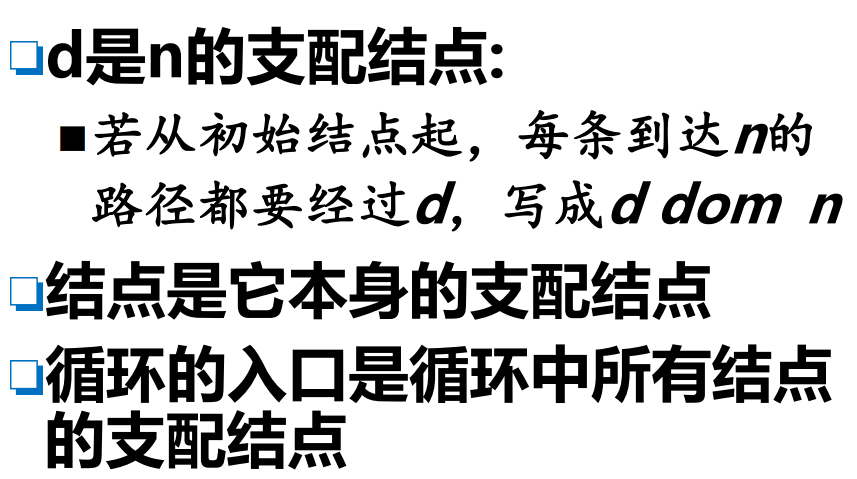 d是n的支配结点:
若从初始结点起，每条到达n的
路径都要经过d，写成d dom n
结点是它本身的支配结点
循环的入口是循环中所有结点
的支配结点